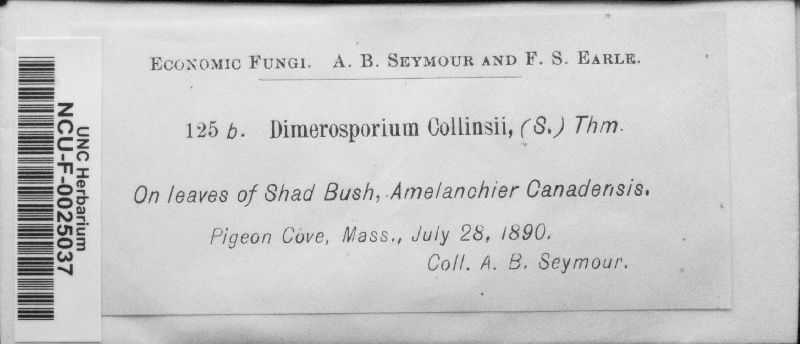 ECONOMIC FUNGI. A. B. SEYMOUR AND F. S. EARLE.
125 b. Dimerosporium Collinsii, (S.) Thm.
On leaves of Shad Bush, Amelanchier Canadensis.
Pigeon Cove, Mass., July 28, 1890.
Coll. A. B. Seymour.
UNC Herbarium
NCU-F-0025037